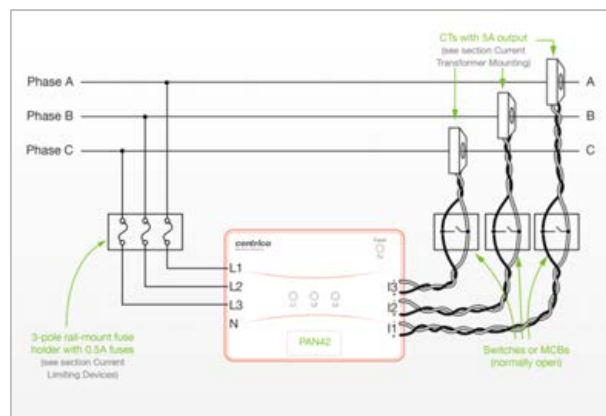 CTs with 5A output
(see section Current
Transformer Mounting)
Phase A
A
Phase B
B
Phase C
C
centrica
L1
L2
L3
N
I3
I2
I1
PAN42
3-pole rail-mount fuse
holder with 0.5A fuses
(see section Current
Limiting Devices)
Switches or MCBs
(normally open)